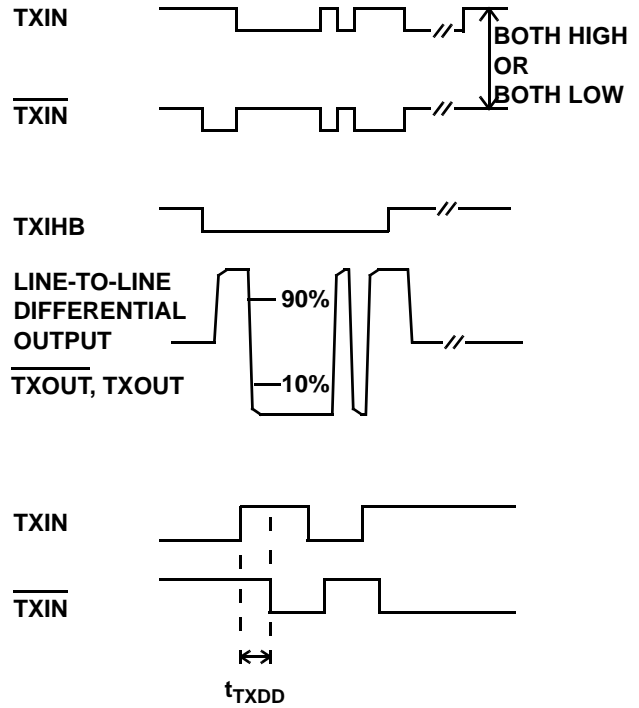 TXIN
BOTH HIGH
OR
BOTH LOW
TXIN
TXIHB
LINE-TO-LINE
DIFFERENTIAL
OUTPUT
TXOUT, TXOUT
90%
10%
TXIN
TXIN
tTXDD